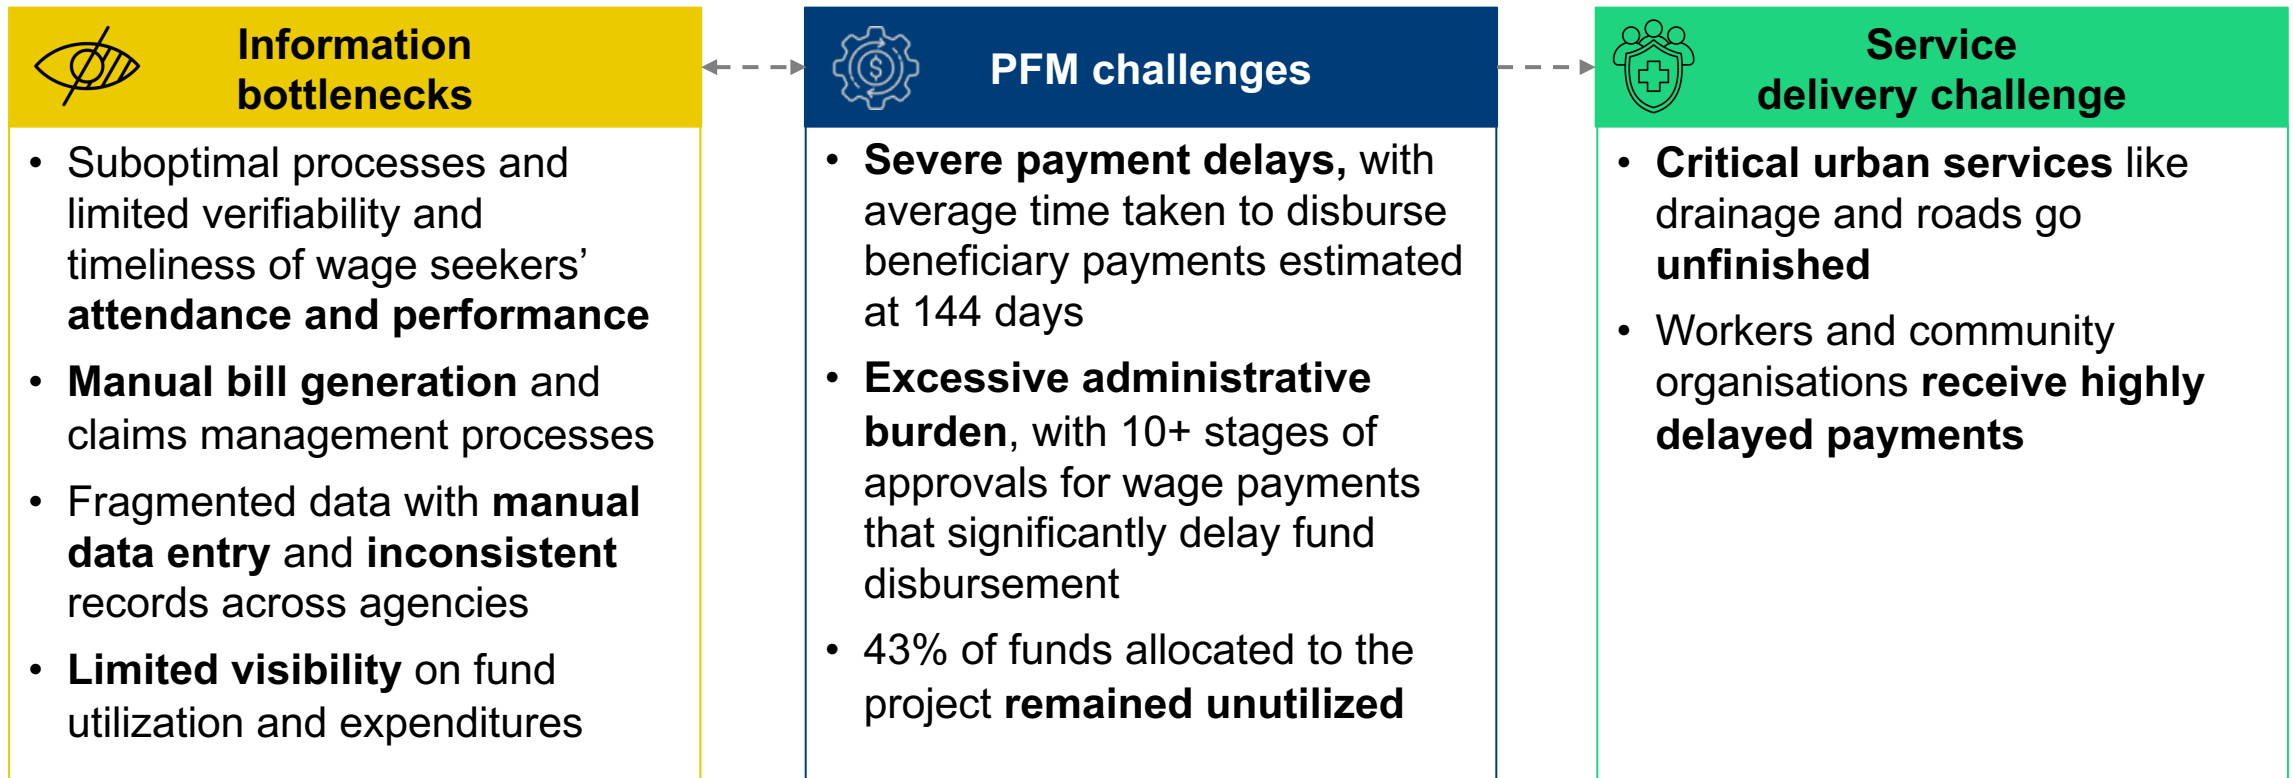 Information
bottlenecks
• Suboptimal processes and
limited verifiability and
timeliness of wage seekers’
attendance and performance
• Manual bill generation and
claims management processes
• Fragmented data with manual
data entry and inconsistent
records across agencies
• Limited visibility on fund
utilization and expenditures
$
PFM challenges
• Severe payment delays, with
average time taken to disburse
beneficiary payments estimated
at 144 days
• Excessive administrative
burden, with 10+ stages of
approvals for wage payments
that significantly delay fund
disbursement
• 43% of funds allocated to the
project remained unutilized
Service
delivery challenge
• Critical urban services like
drainage and roads go
unfinished
• Workers and community
organisations receive highly
delayed payments